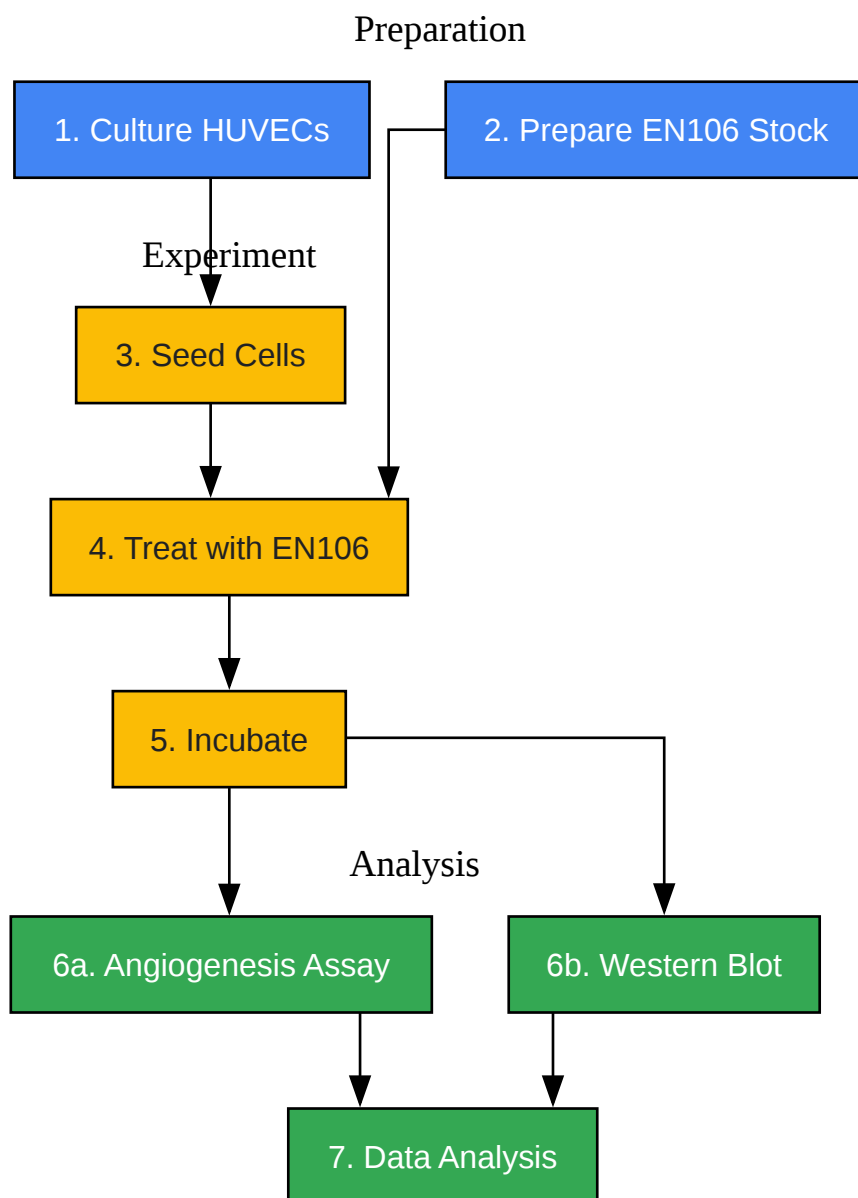 Preparation
1. Culture HUVECs
2. Prepare EN106 Stock
Experiment
3. Seed Cells
4. Treat with EN106
5. Incubate
Analysis
6a. Angiogenesis Assay
6b. Western Blot
7. Data Analysis